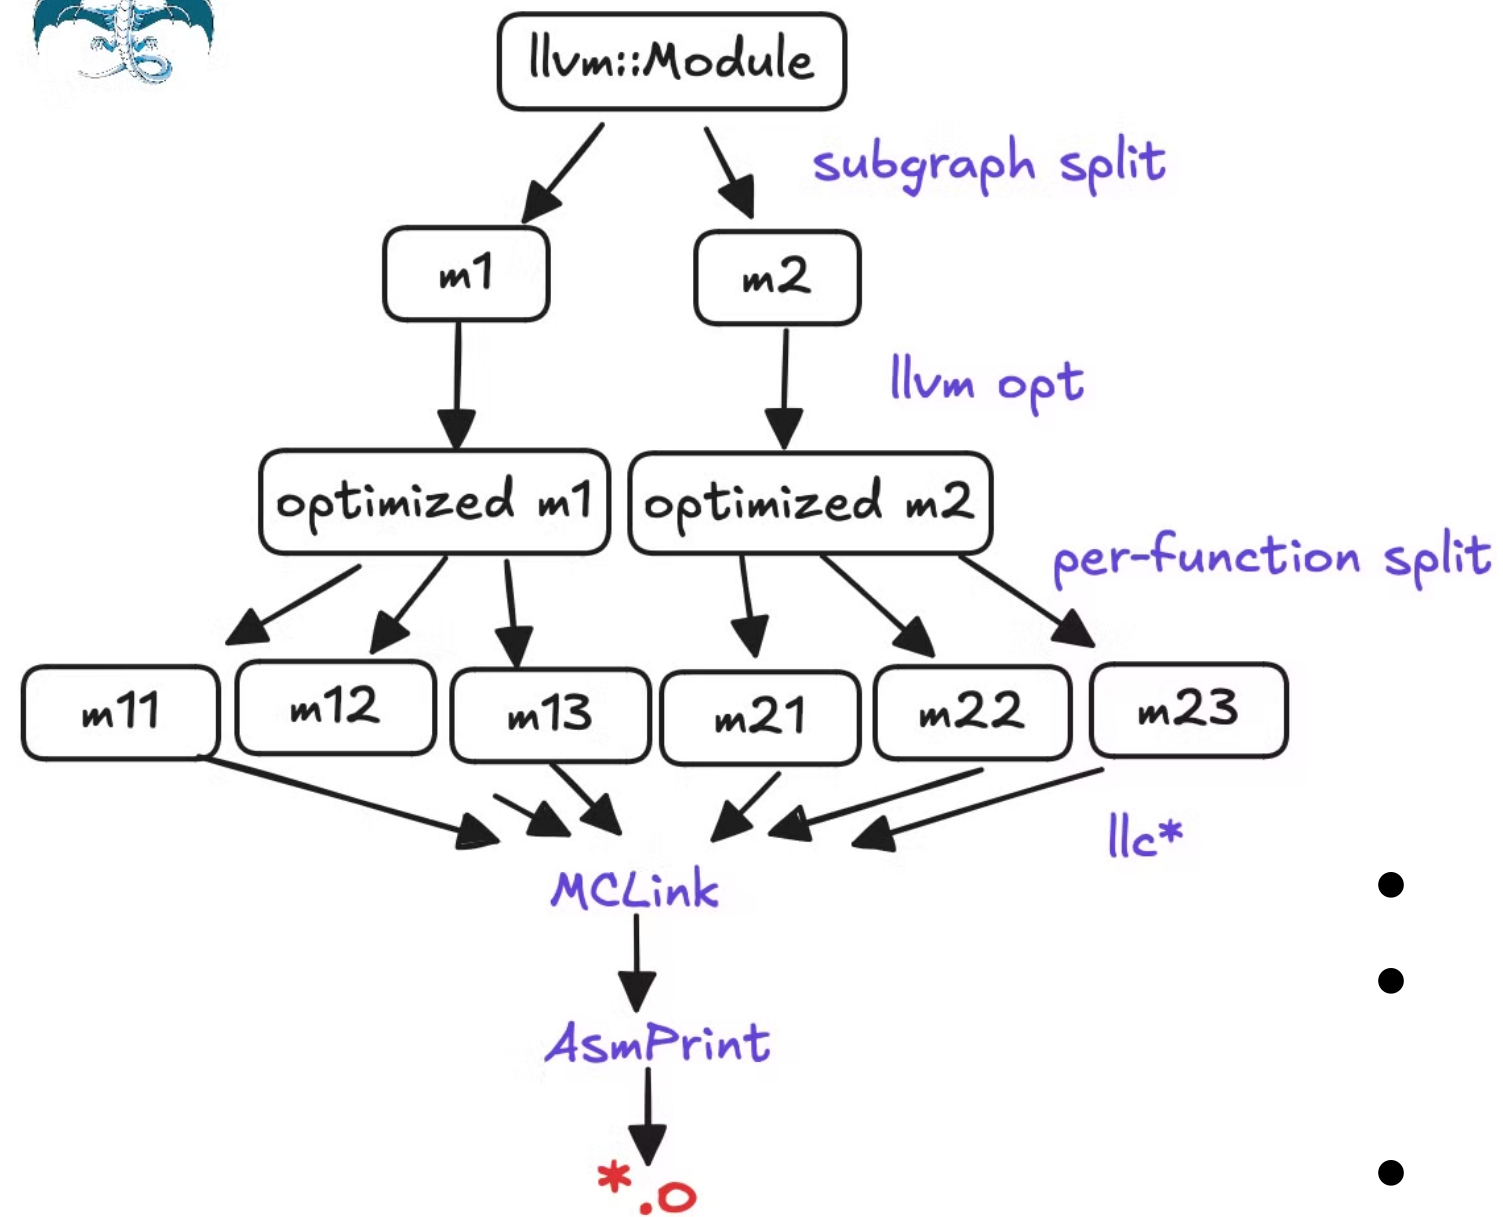 llvm::Module
subgraph split
m1
m2
llvm opt
optimized m1
optimized m2
per-function split
m11
m12
m13
m21
m22
m23
llc*
MCLink
AsmPrint
*.o